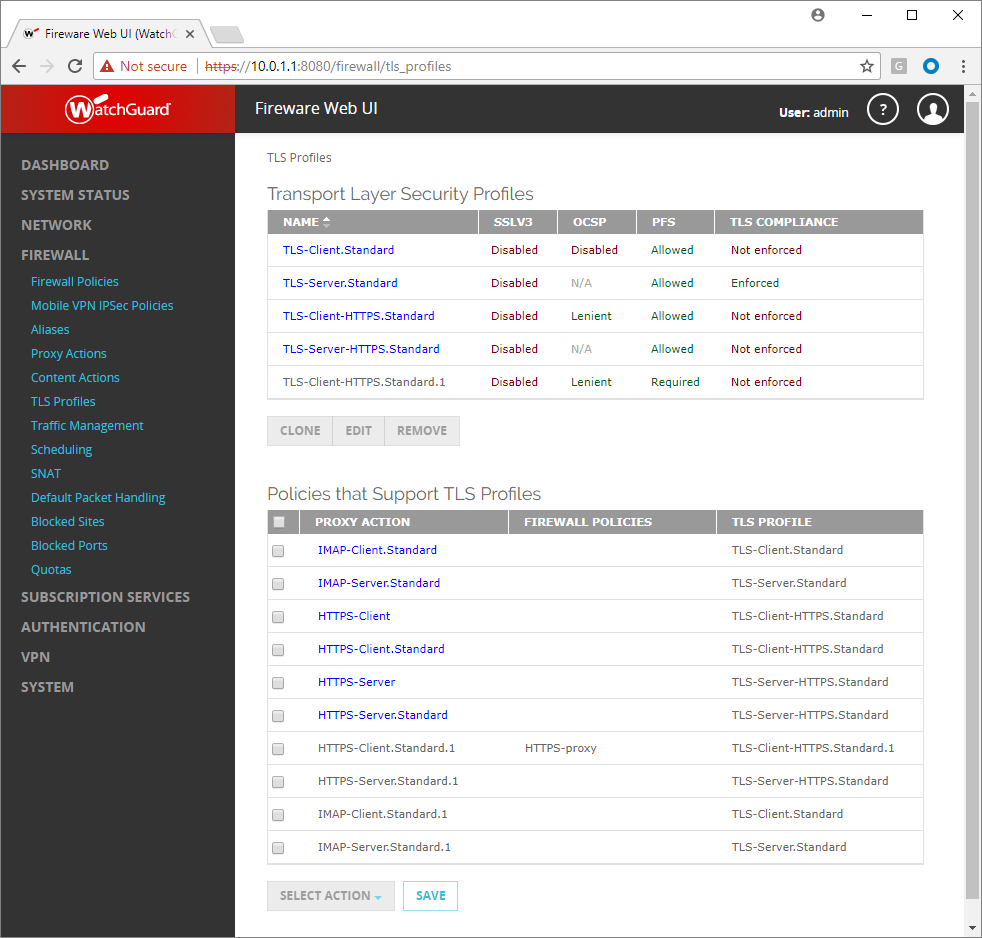 Fireware Web UI (Watch
Not secure https://10.0.1.1:8080/firewall/tls_profiles
G
WatchGuard Fireware Web UI User: admin ?
DASHBOARD
SYSTEM STATUS
NETWORK
FIREWALL
Firewall Policies
Mobile VPN IPSec Policies
Aliases
Proxy Actions
Content Actions
TLS Profiles
Traffic Management
Scheduling
SNAT
Default Packet Handling
Blocked Sites
Blocked Ports
Quotas
SUBSCRIPTION SERVICES
AUTHENTICATION
VPN
SYSTEM
TLS Profiles
Transport Layer Security Profiles
NAME SSLV3 OCSP PFS TLS COMPLIANCE
TLS-Client.Standard Disabled Disabled Allowed Not enforced
TLS-Server.Standard Disabled N/A Allowed Enforced
TLS-Client-HTTPS.Standard Disabled Lenient Allowed Not enforced
TLS-Server-HTTPS.Standard Disabled N/A Allowed Not enforced
TLS-Client-HTTPS.Standard.1 Disabled Lenient Required Not enforced
CLONE EDIT REMOVE
Policies that Support TLS Profiles
PROXY ACTION FIREWALL POLICIES TLS PROFILE
IMAP-Client.Standard TLS-Client.Standard
IMAP-Server.Standard TLS-Server.Standard
HTTPS-Client TLS-Client-HTTPS.Standard
HTTPS-Client.Standard TLS-Client-HTTPS.Standard
HTTPS-Server TLS-Server-HTTPS.Standard
HTTPS-Server.Standard TLS-Server-HTTPS.Standard
HTTPS-Client.Standard.1 HTTPS-proxy TLS-Client-HTTPS.Standard.1
HTTPS-Server.Standard.1 TLS-Server-HTTPS.Standard
IMAP-Client.Standard.1 TLS-Client.Standard
IMAP-Server.Standard.1 TLS-Server.Standard
SELECT ACTION SAVE